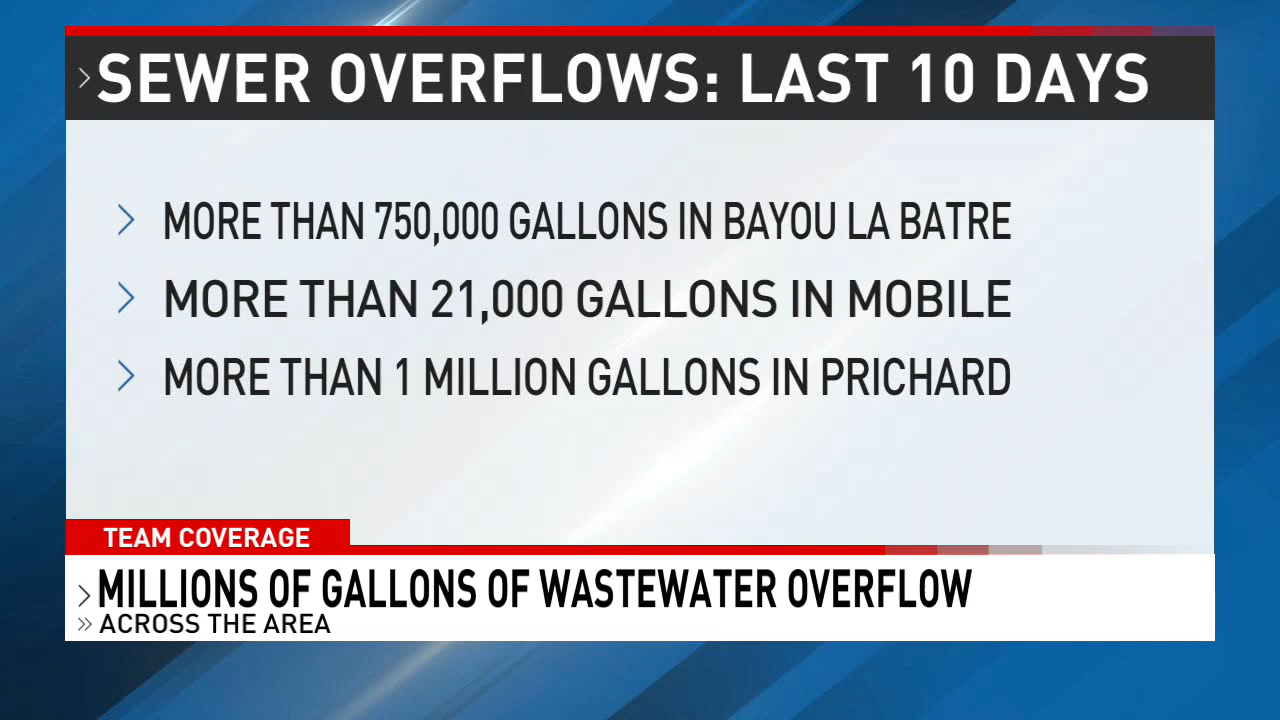 SEWER OVERFLOWS: LAST 10 DAYS
MORE THAN 750,000 GALLONS IN BAYOU LA BATRE
MORE THAN 21,000 GALLONS IN MOBILE
MORE THAN 1 MILLION GALLONS IN PRICHARD
TEAM COVERAGE
MILLIONS OF GALLONS OF WASTEWATER OVERFLOW
ACROSS THE AREA